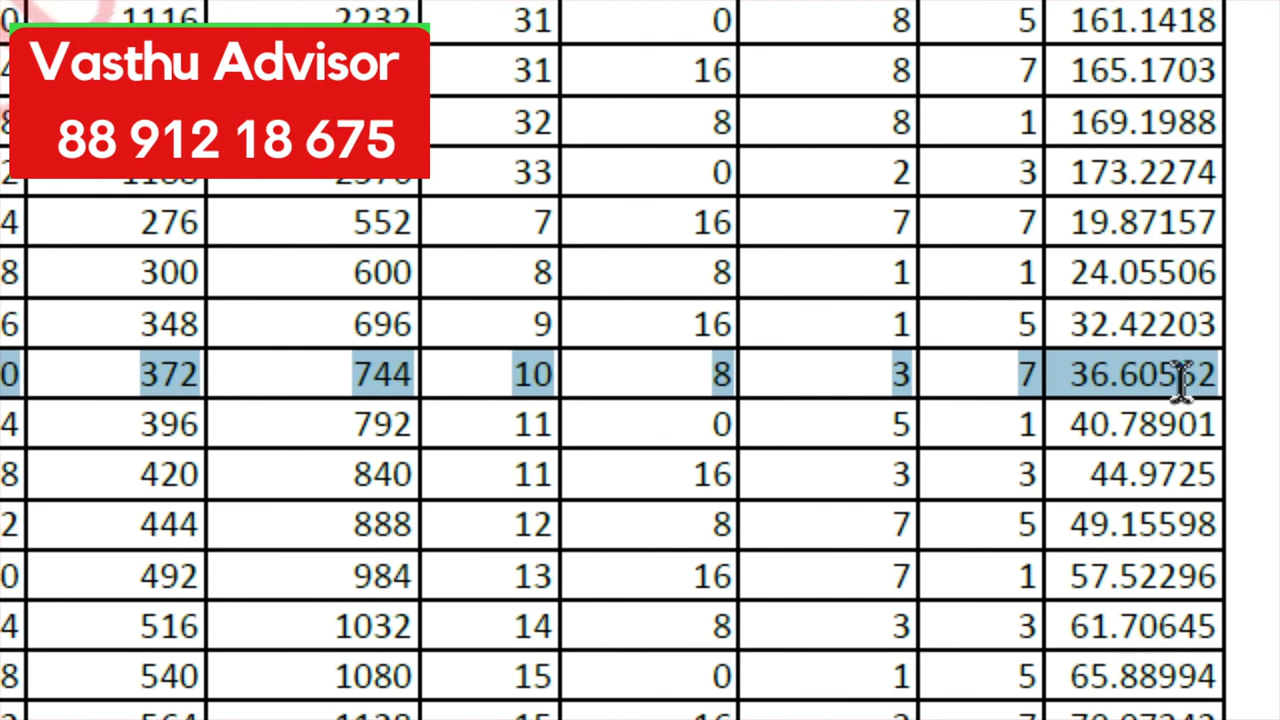 0 1116 2232 31 0 8 5 161.1418
Vasthu Advisor
31 16 8 7 165.1703
88 912 18 675
32 8 8 1 169.1988
33 0 2 3 173.2274
4 276 552 7 16 7 7 19.87157
8 300 600 8 8 1 1 24.05506
6 348 696 9 16 1 5 32.42203
0 372 744 10 8 3 7
4 396 792 11 0 5 1 40.78901
8 420 840 11 16 3 3 44.9725
2 444 888 12 8 7 5 49.15598
0 492 984 13 16 7 1 57.52296
4 516 1032 14 8 3 3 61.70645
8 540 1080 15 0 1 5 65.88994